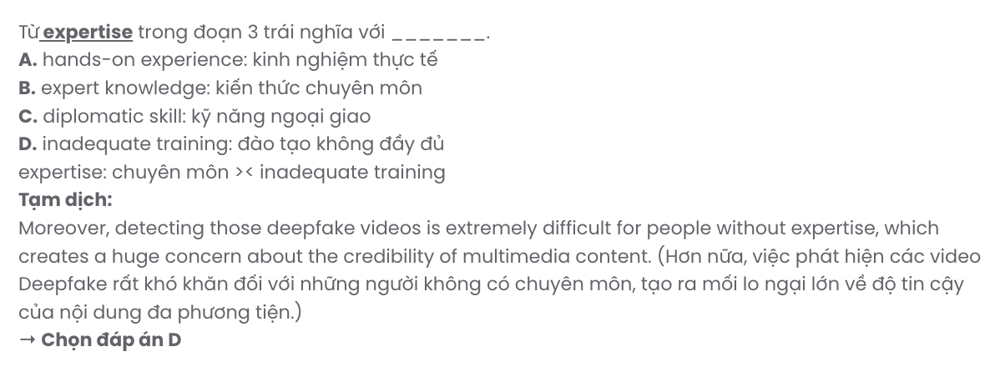 Từ expertise trong đoạn 3 trái nghĩa với _______.
A. hands-on experience: kinh nghiệm thực tế
B. expert knowledge: kiến thức chuyên môn
C. diplomatic skill: kỹ năng ngoại giao
D. inadequate training: đào tạo không đầy đủ
expertise: chuyên môn >< inadequate training
Tạm dịch:
Moreover, detecting those deepfake videos is extremely difficult for people without expertise, which
creates a huge concern about the credibility of multimedia content. (Hơn nữa, việc phát hiện các video
Deepfake rất khó khăn đối với những người không có chuyên môn, tạo ra mối lo ngại lớn về độ tin cậy
của nội dung đa phương tiện.)
→ Chọn đáp án D